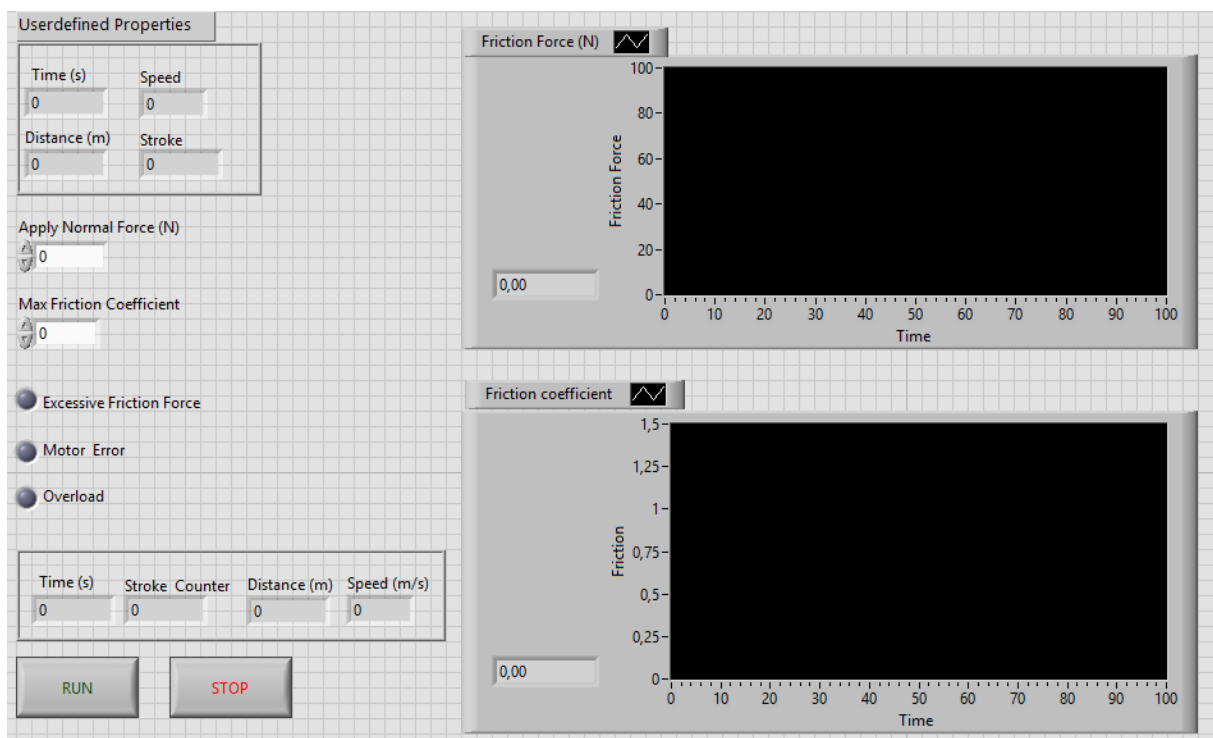 Userdefined Properties
Time (s) Speed
0 0
Distance (m) Stroke
0 0
Apply Normal Force (N)
0
Max Friction Coefficient
0
Excessive Friction Force
Motor Error
Overload
Time (s) Stroke Counter Distance (m) Speed (m/s)
0 0 0 0
RUN STOP
Friction Force (N)
100
80
60
40
20
0
Friction Force
0,00
0 10 20 30 40 50 60 70 80 90 100
Time
Friction coefficient
1,5
1,25
1
0,75
0,5
0,25
0
Friction
0,00
0 10 20 30 40 50 60 70 80 90 100
Time